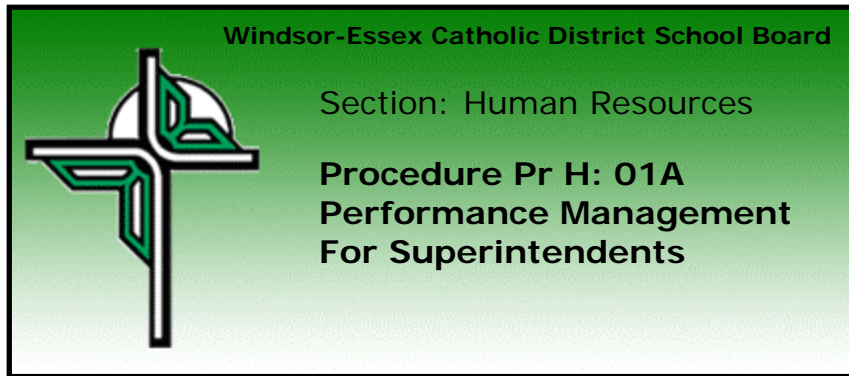 Windsor-Essex Catholic District School Board
Section: Human Resources
Procedure Pr H: 01A
Performance Management
For Superintendents